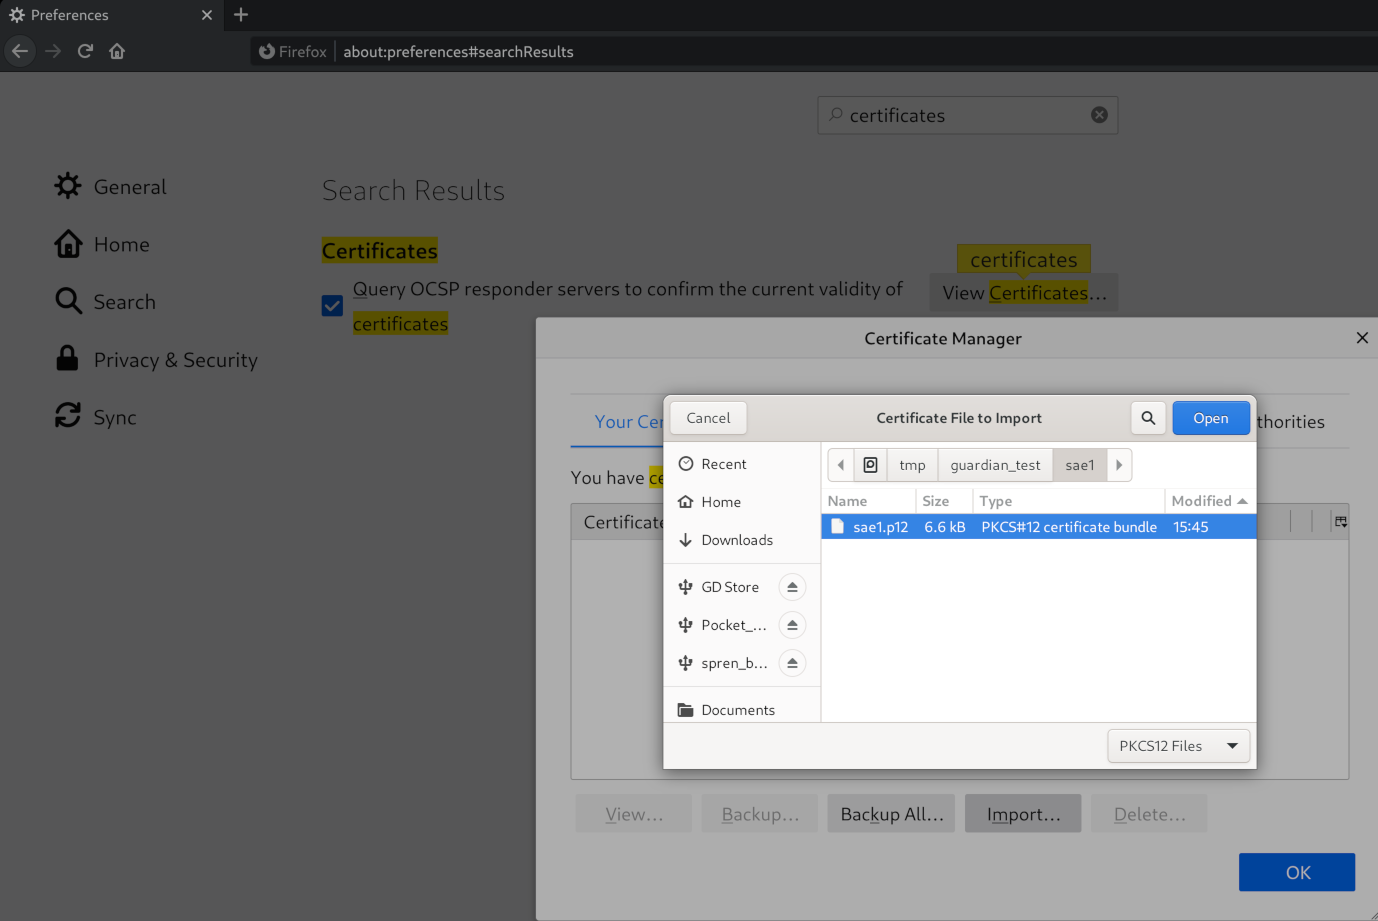 Preferences
Firefox about:preferences#searchResults
certificates
General
Home
Search
Privacy & Security
Sync
Search Results
Certificates
Query OCSP responder servers to confirm the current validity of
certificates
certificates
View Certificates...
Certificate Manager
Your Cer
thorities
You have ce
Certificate
Cancel
Certificate File to Import
Open
Recent
Home
Downloads
GD Store
Pocket_...
spren_b...
Documents
tmp guardian_test sae1
Name Size Type Modified
sae1.p12 6.6 kB PKCS#12 certificate bundle 15:45
PKCS12 Files
View... Backup... Backup All... Import... Delete...
OK